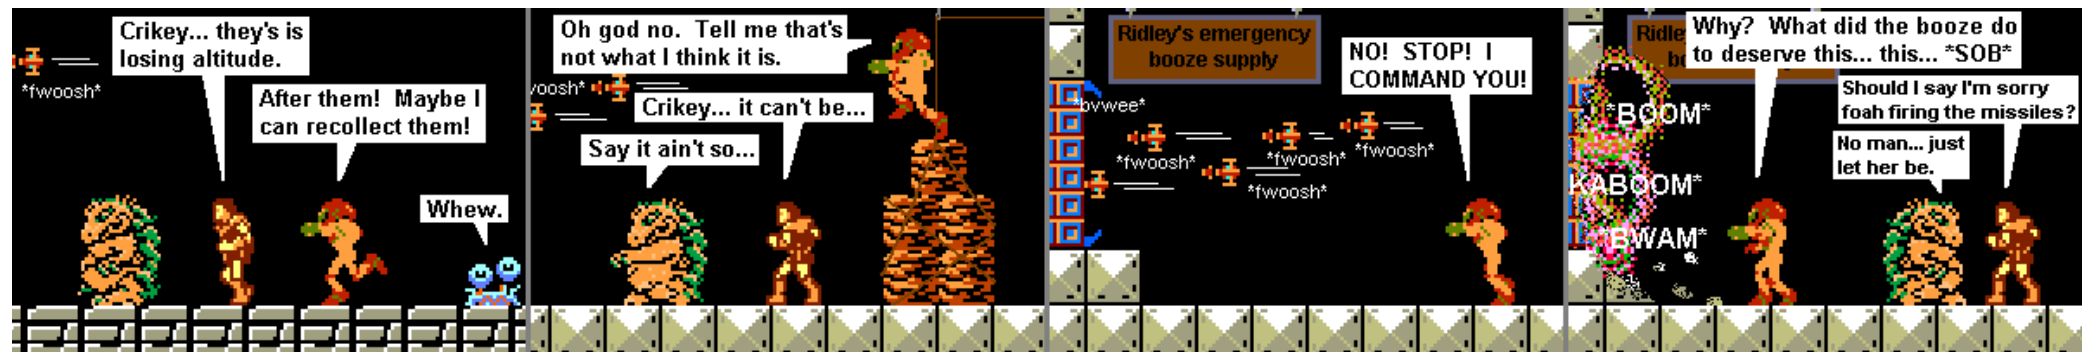 Crikey... they's is
losing altitude.
*fwoosh*
After them!  Maybe I
can recollect them!
Whew.
Oh god no.  Tell me that's
not what I think it is.
woosh*
Crikey... it can't be...
Say it ain't so...
Ridley's emergency
booze supply
NO!  STOP!  I
COMMAND YOU!
*bvwee*
*fwoosh*
*fwoosh*
*fwoosh*
*fwoosh*
Ridle
bo
Why?  What did the booze do
to deserve this... this... *SOB*
Should I say I'm sorry
foah firing the missiles?
*BOOM*
No man... just
let her be.
KABOOM*
*BWAM*